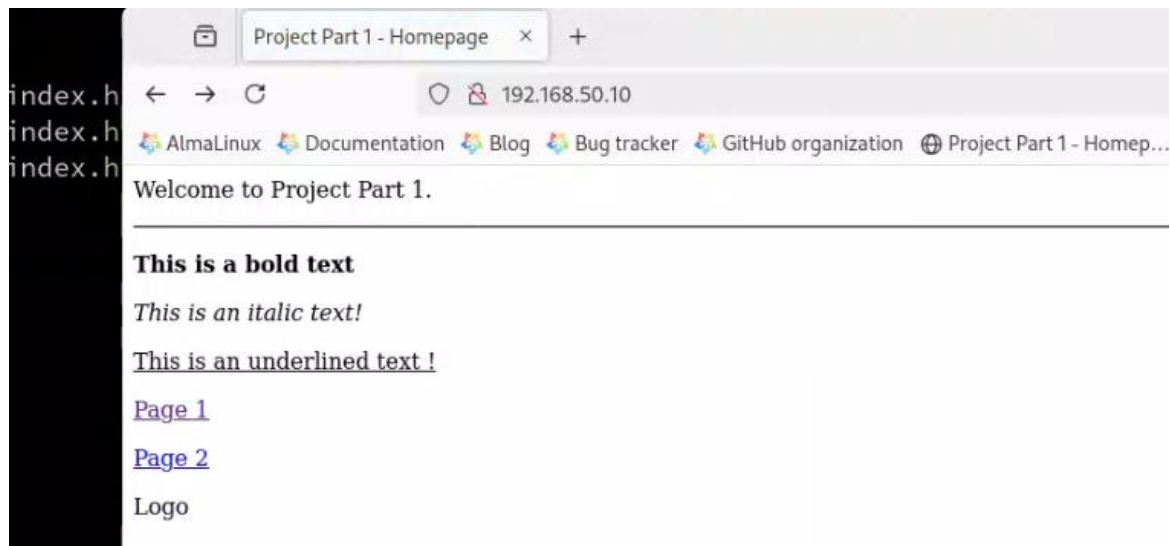 Project Part 1 - Homepage
index.h
192.168.50.10
index.h
AlmaLinux Documentation Blog Bug tracker GitHub organization Project Part 1 - Homep...
index.h
Welcome to Project Part 1.
This is a bold text
This is an italic text!
This is an underlined text !
Page 1
Page 2
Logo